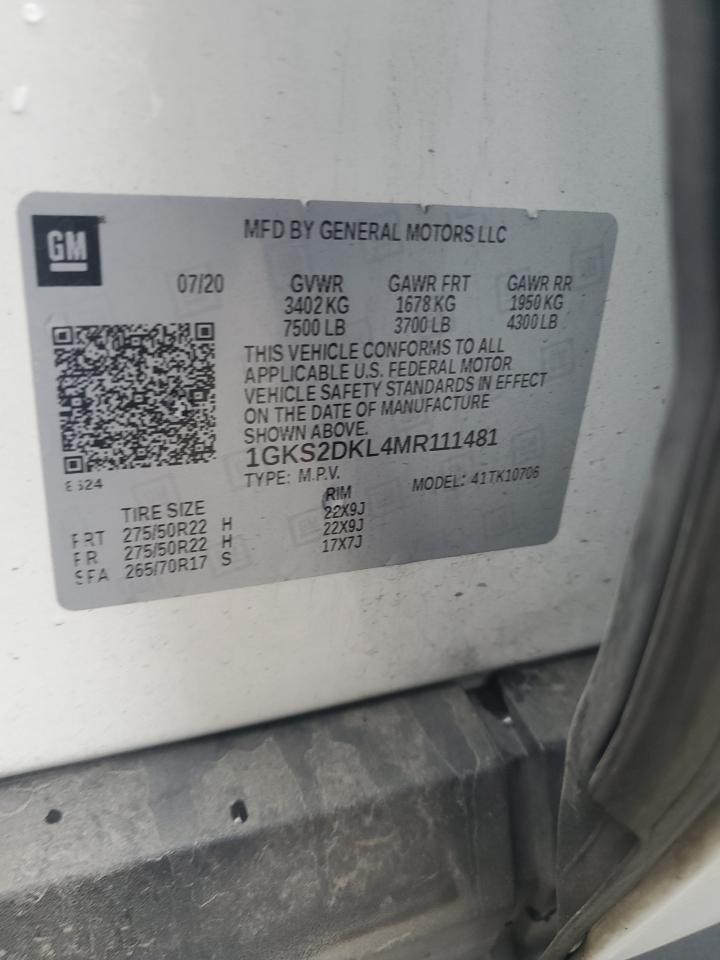 GM
MFD BY GENERAL MOTORS LLC
07/20 GVWR GAWR FRT GAWR RR
3402 KG 1678 KG 1950 KG
7500 LB 3700 LB 4300 LB
THIS VEHICLE CONFORMS TO ALL
APPLICABLE U.S. FEDERAL MOTOR
VEHICLE SAFETY STANDARDS IN EFFECT
ON THE DATE OF MANUFACTURE
SHOWN ABOVE.
1GKS2DKL4MR111481
TYPE: M.P.V. MODEL: 41TK10706
TIRE SIZE RIM
FRT 275/50R22 H 22X9J
RR 275/50R22 H 22X9J
SPA 265/70R17 S 17X7J